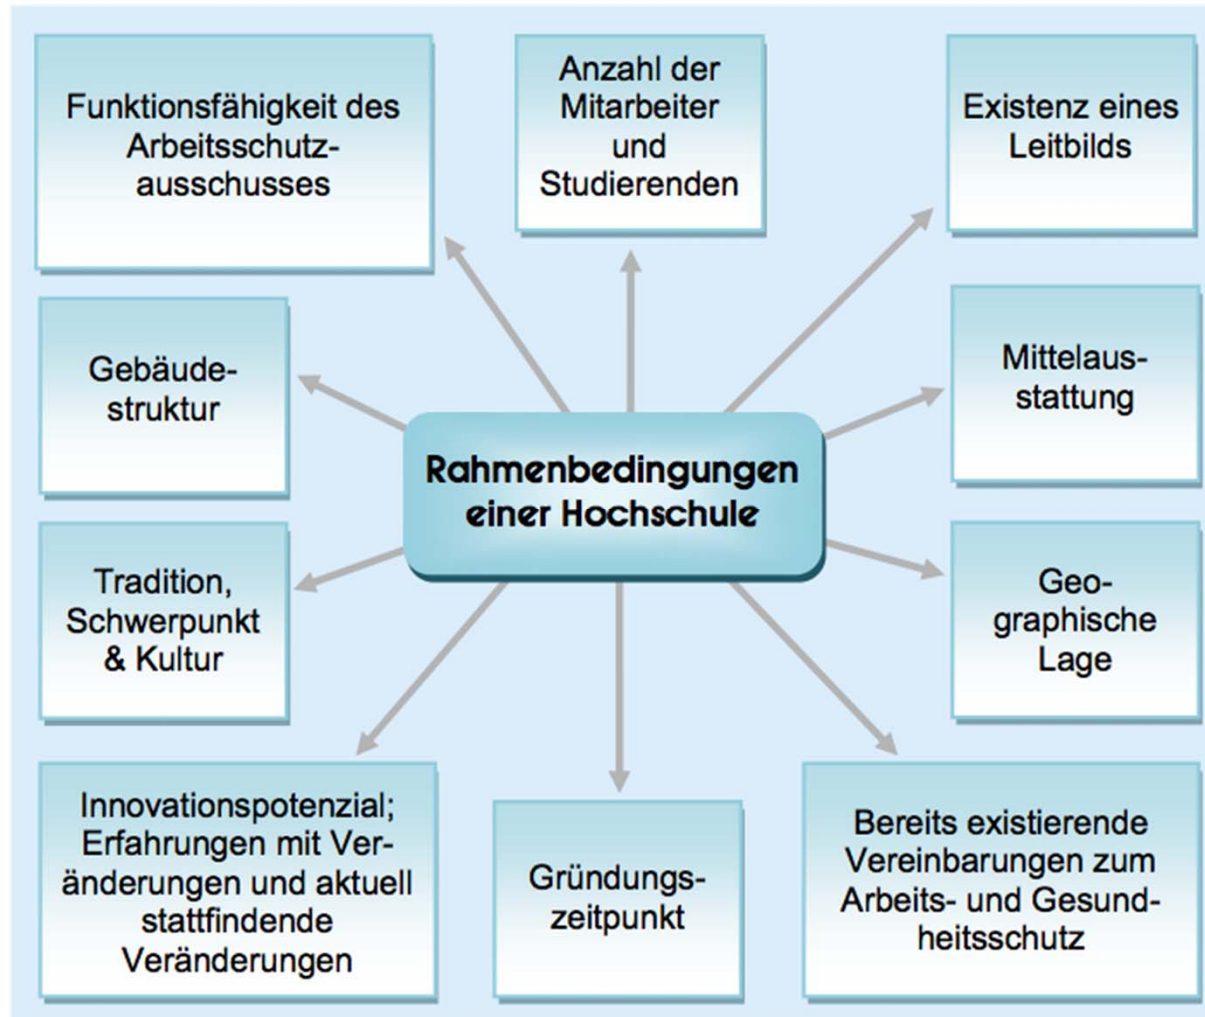 Funktionsfähigkeit des
Arbeitsschutz-
ausschusses
Anzahl der
Mitarbeiter
und
Studierenden
Existenz eines
Leitbilds
Gebäude-
struktur
Mittelaus-
stattung
Rahmenbedingungen
einer Hochschule
Tradition,
Schwerpunkt
& Kultur
Geo-
graphische
Lage
Innovationspotenzial;
Erfahrungen mit Ver-
änderungen und aktuell
stattfindende
Veränderungen
Gründungs-
zeitpunkt
Bereits existierende
Vereinbarungen zum
Arbeits- und Gesund-
heitsschutz